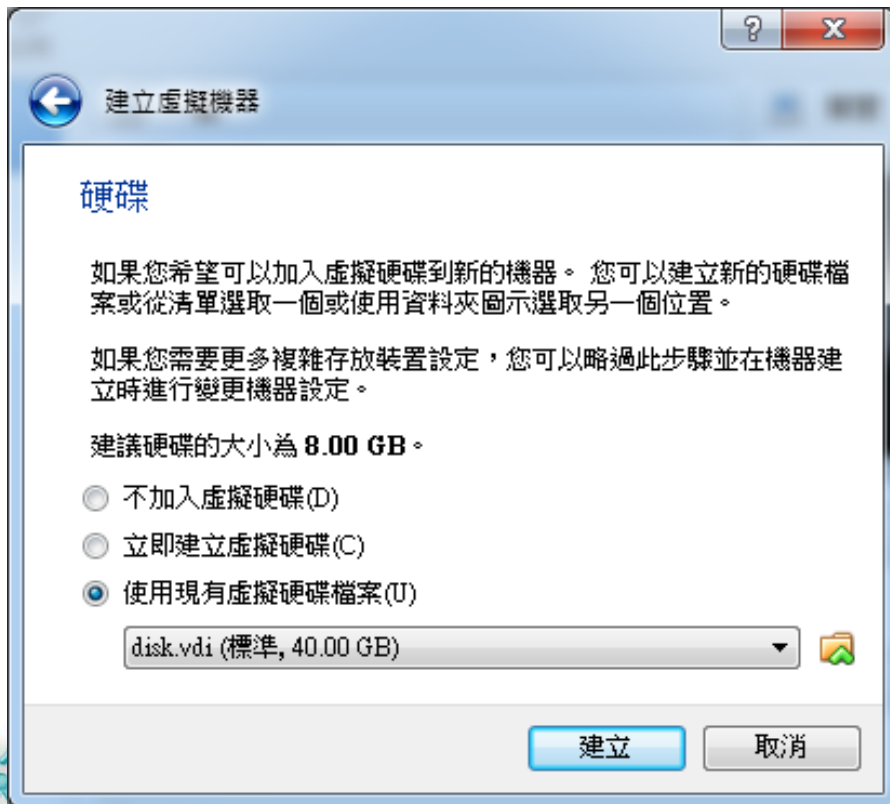 建立虛擬機器
硬碟
如果您希望可以加入虛擬硬碟到新的機器。 您可以建立新的硬碟檔
案或從清單選取一個或使用資料夾圖示選取另一個位置。
如果您需要更多複雜存放裝置設定，您可以略過此步驟並在機器建
立時進行變更機器設定。
建議硬碟的大小為 8.00 GB。
不加入虛擬硬碟(D)
立即建立虛擬硬碟(C)
使用現有虛擬硬碟檔案(U)
disk.vdi (標準, 40.00 GB)
建立
取消